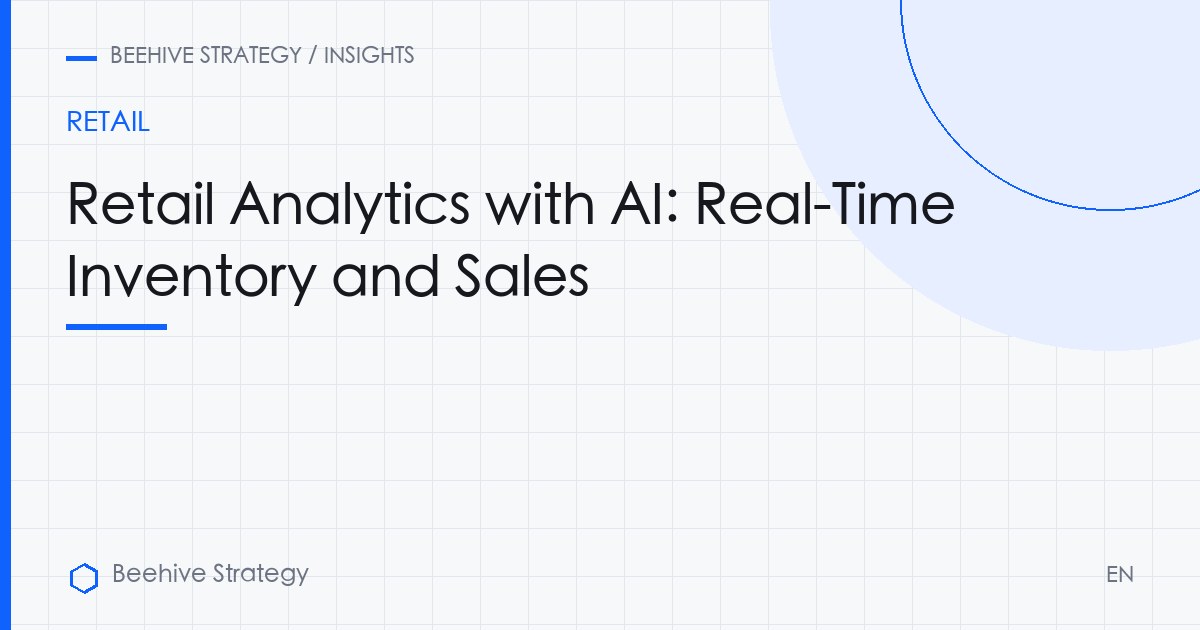 BEEHIVE STRATEGY / INSIGHTS
RETAIL
Retail Analytics with AI: Real-Time
Inventory and Sales
Beehive Strategy
EN